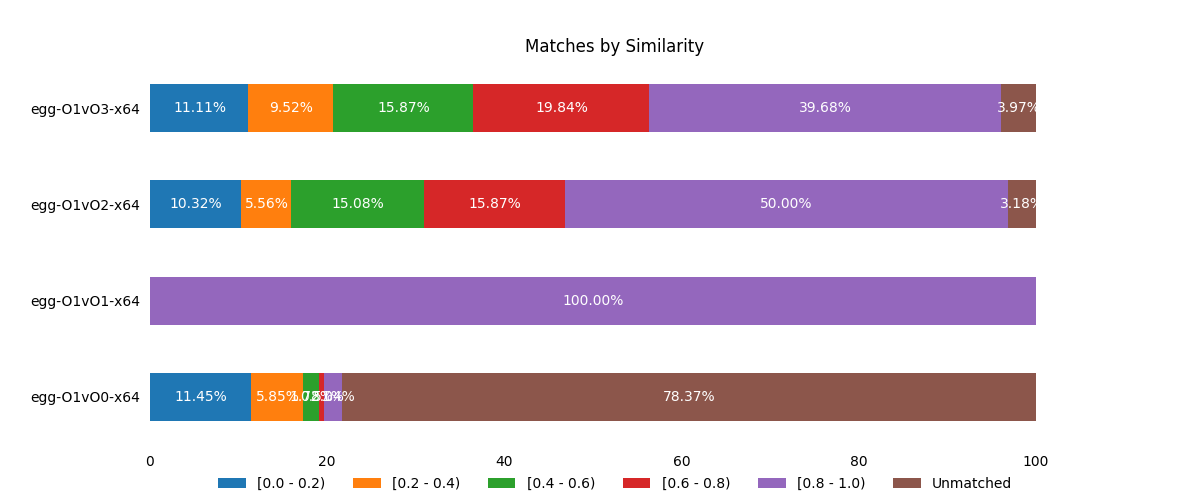 Matches by Similarity
egg-O1vO3-x64 11.11% 9.52% 15.87% 19.84% 39.68% 3.97%
egg-O1vO2-x64 10.32% 5.56% 15.08% 15.87% 50.00% 3.18%
egg-O1vO1-x64 100.00%
egg-O1vO0-x64 11.45% 5.85% 78.37%
0 20 40 60 80 100
[0.0 - 0.2) [0.2 - 0.4) [0.4 - 0.6) [0.6 - 0.8) [0.8 - 1.0) Unmatched